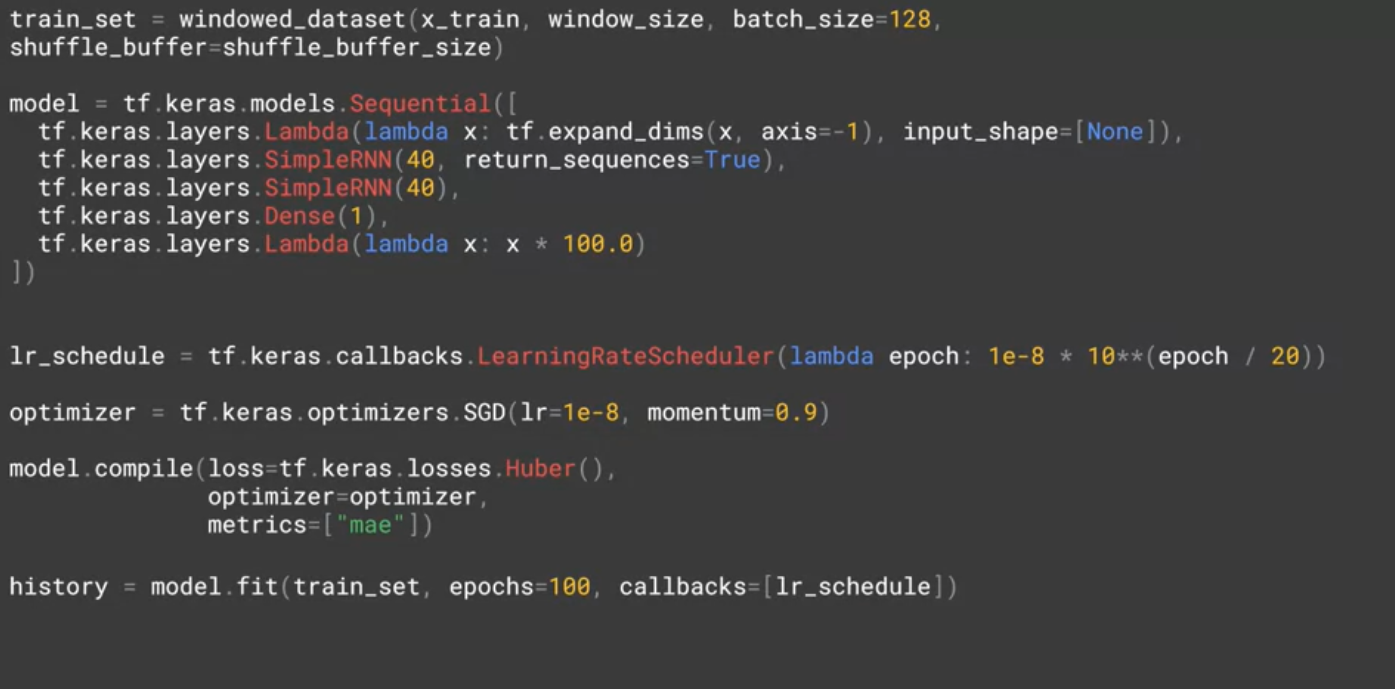 train_set = windowed_dataset(x_train, window_size, batch_size=128,
shuffle_buffer=shuffle_buffer_size)
model = tf.keras.models.Sequential([
  tf.keras.layers.Lambda(lambda x: tf.expand_dims(x, axis=-1), input_shape=[None]),
  tf.keras.layers.SimpleRNN(40, return_sequences=True),
  tf.keras.layers.SimpleRNN(40),
  tf.keras.layers.Dense(1),
  tf.keras.layers.Lambda(lambda x: x * 100.0)
])
lr_schedule = tf.keras.callbacks.LearningRateScheduler(lambda epoch: 1e-8 * 10**(epoch / 20))
optimizer = tf.keras.optimizers.SGD(lr=1e-8, momentum=0.9)
model.compile(loss=tf.keras.losses.Huber(),
              optimizer=optimizer,
              metrics=["mae"])
history = model.fit(train_set, epochs=100, callbacks=[lr_schedule])